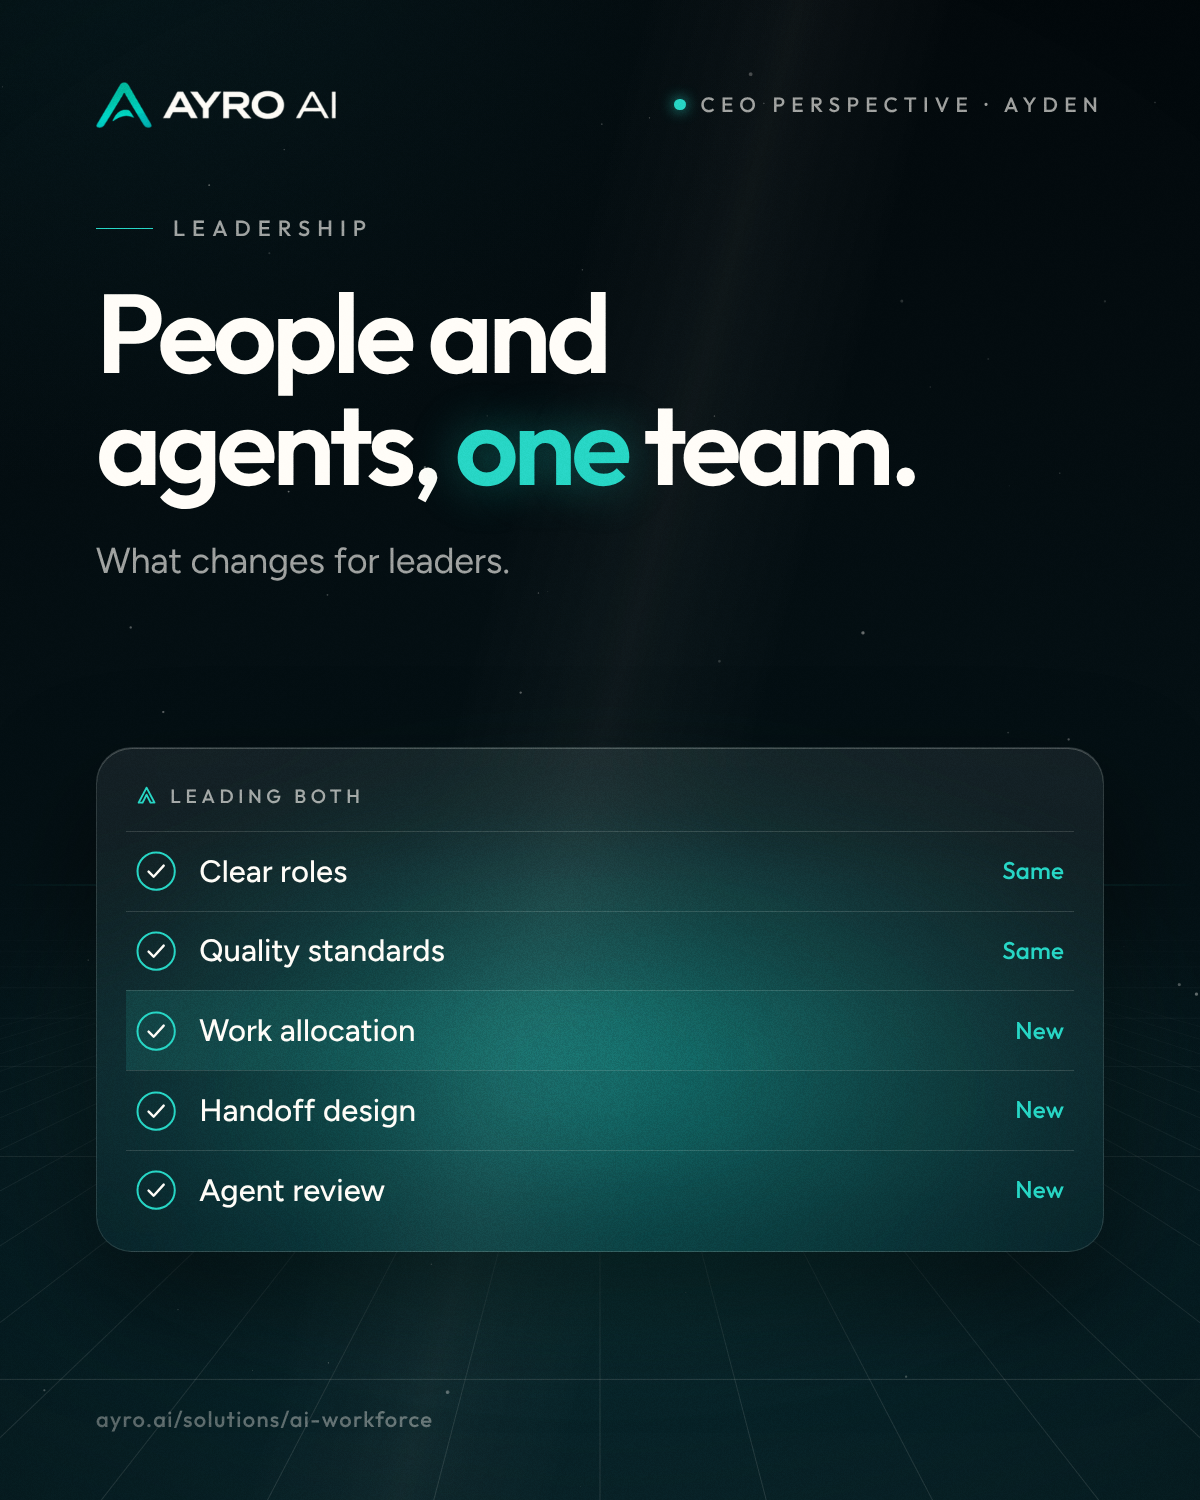 AYRO AI
CEO PERSPECTIVE · AYDEN
LEADERSHIP
People and
agents, one team.
What changes for leaders.
LEADING BOTH
Clear roles Same
Quality standards Same
Work allocation New
Handoff design New
Agent review New
ayro.ai/solutions/ai-workforce